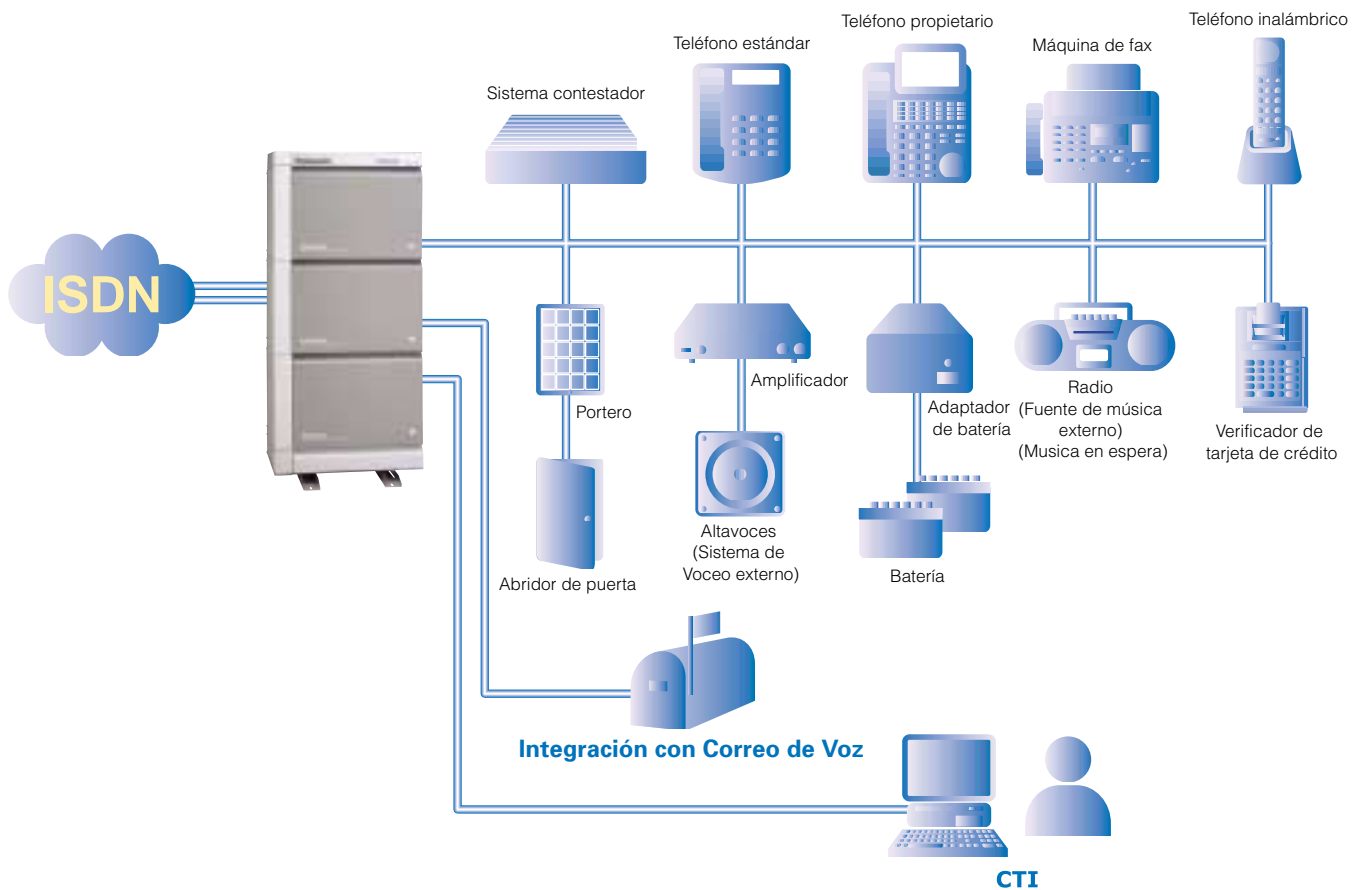 Teléfono propietario
Teléfono inalámbrico
Teléfono estándar
Máquina de fax
Sistema contestador
ISDN
Portero
Amplificador
Adaptador
de batería
Radio
(Fuente de música
externo)
(Musica en espera)
Verificador de
tarjeta de crédito
Abridor de puerta
Altavoces
(Sistema de
Voceo externo)
Batería
Integración con Correo de Voz
CTI